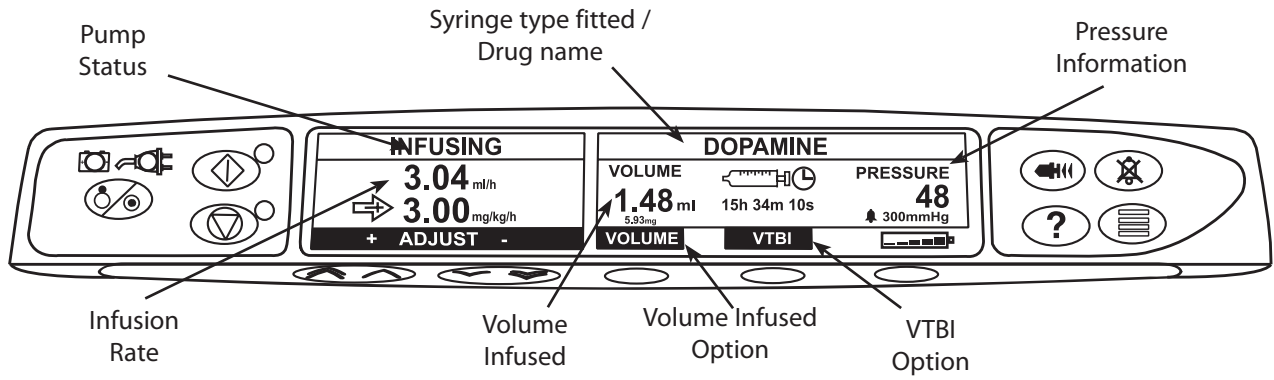 Pump
Status
Syringe type fitted /
Drug name
Pressure
Information
INFUSING
3.04 ml/h
3.00 mg/kg/h
+ ADJUST -
DOPAMINE
VOLUME
1.48 ml
5.93mg
15h 34m 10s
PRESSURE
48
300mmHg
VOLUME
VTBI
?
Infusion
Rate
Volume
Infused
Volume Infused
Option
VTBI
Option